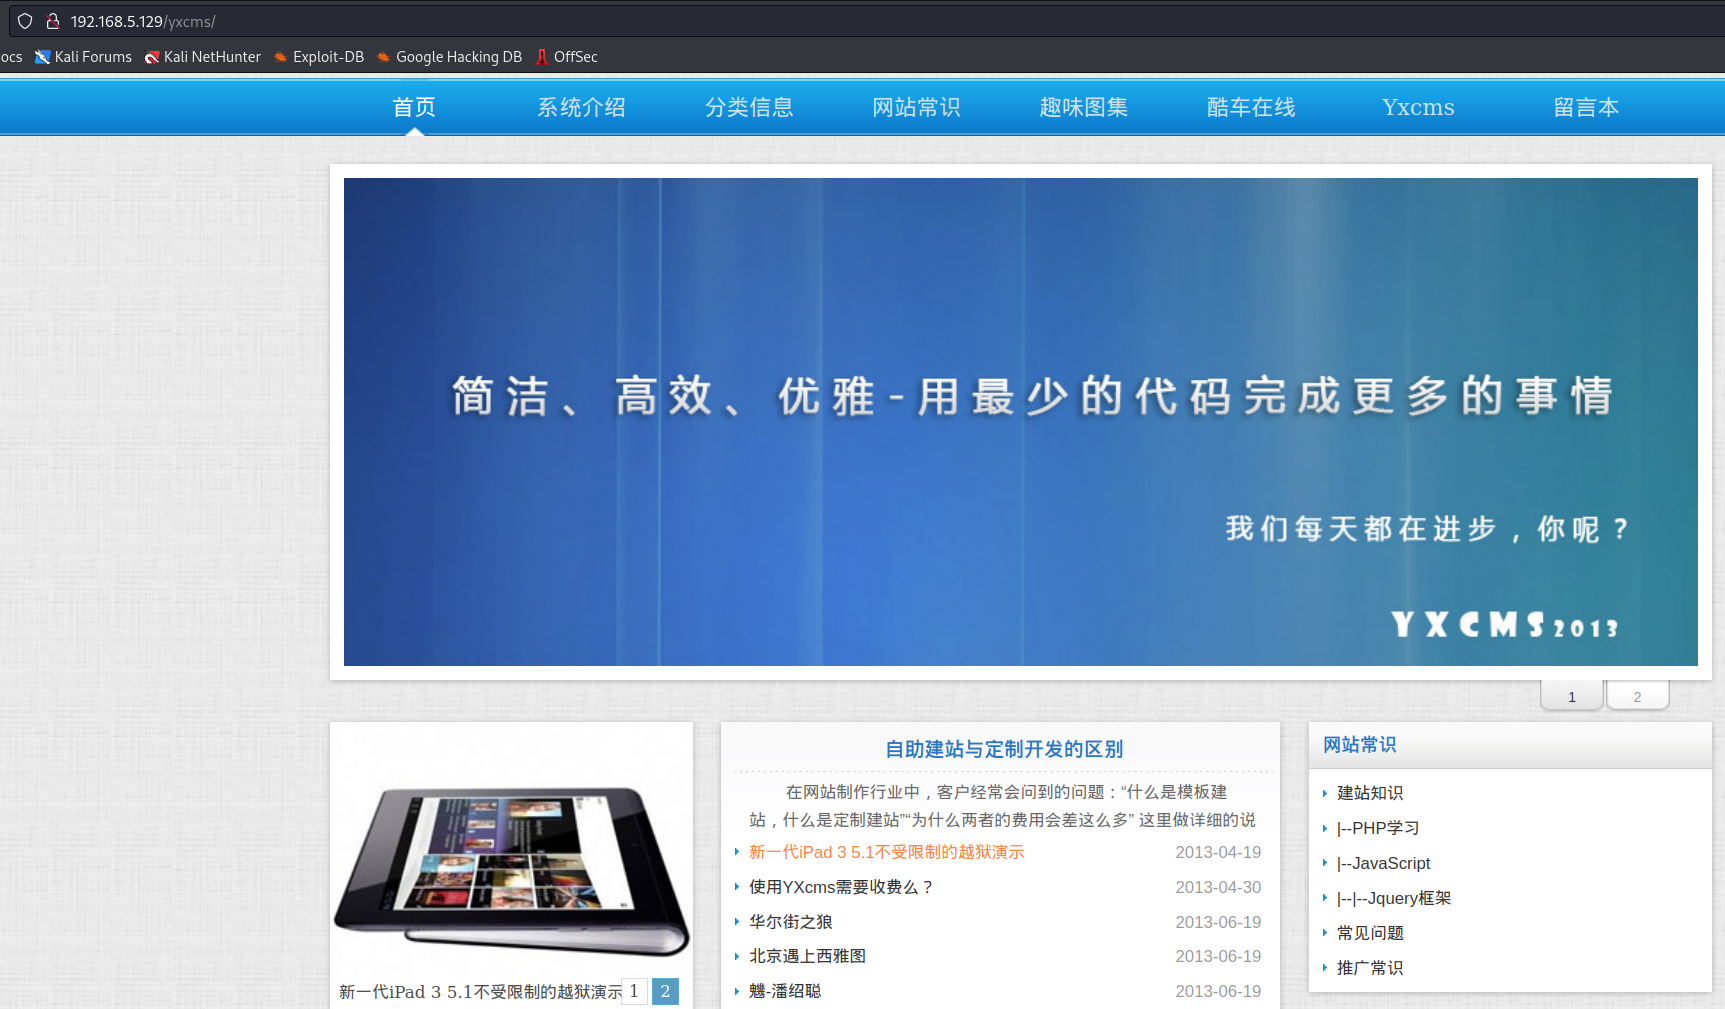 192.168.5.129/yxcms/
ocs Kali Forums Kali NetHunter Exploit-DB Google Hacking DB OffSec
首页 系统介绍 分类信息 网站常识 趣味图集 酷车在线 Yxcms 留言本
简洁、高效、优雅-用最少的代码完成更多的事情
我们每天都在进步，你呢？
YXCMS2013
1 2
新一代iPad 3 5.1不受限制的越狱演示 1 2
自助建站与定制开发的区别
在网站制作行业中，客户经常会问到的问题：“什么是模板建
站，什么是定制建站”“为什么两者的费用会差这么多” 这里做详细的说
新一代iPad 3 5.1不受限制的越狱演示 2013-04-19
使用YXcms需要收费么？ 2013-04-30
华尔街之狼 2013-06-19
北京遇上西雅图 2013-06-19
魕-潘绍聪 2013-06-19
网站常识
建站知识
|--PHP学习
|--JavaScript
|--|--Jquery框架
常见问题
推广常识